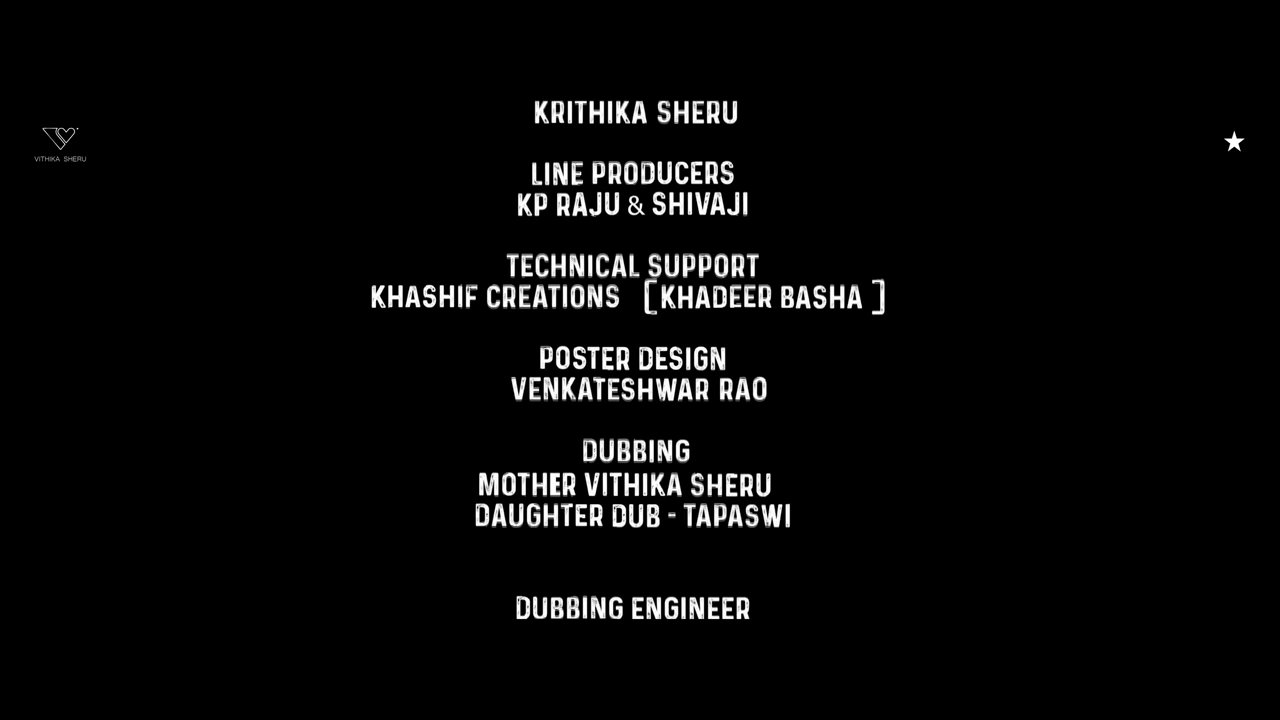 KRITHIKA SHERU
VITHIKA SHERU
LINE PRODUCERS
KP RAJU & SHIVAJI
TECHNICAL SUPPORT
KHASHIF CREATIONS [KHADEER BASHA ]
POSTER DESIGN
VENKATESHWAR RAO
DUBBING
MOTHER VITHIKA SHERU
DAUGHTER DUB - TAPASWI
DUBBING ENGINEER